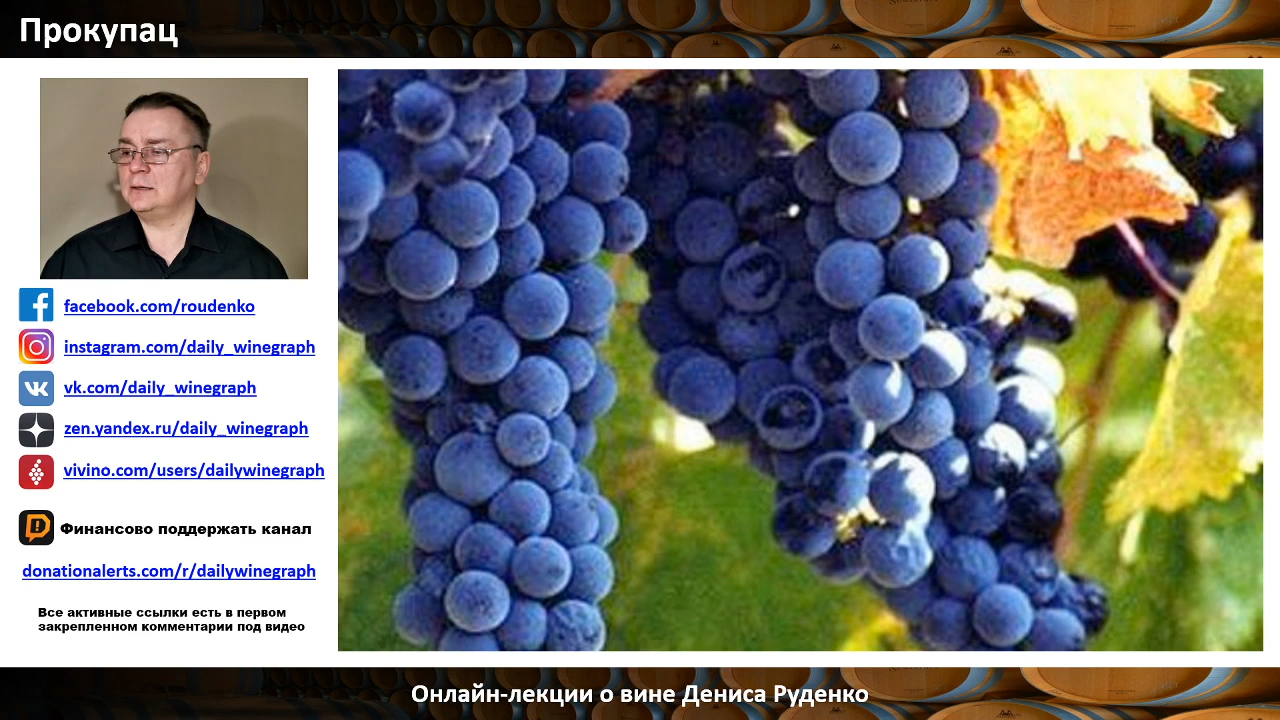 Прокупац
facebook.com/roudenko
instagram.com/daily_winegraph
vk.com/daily_winegraph
zen.yandex.ru/daily_winegraph
vivino.com/users/dailywinegraph
Финансово поддержать канал
donationalerts.com/r/dailywinegraph
Все активные ссылки есть в первом
закрепленном комментарии под видео
Онлайн-лекции о вине Дениса Руденко